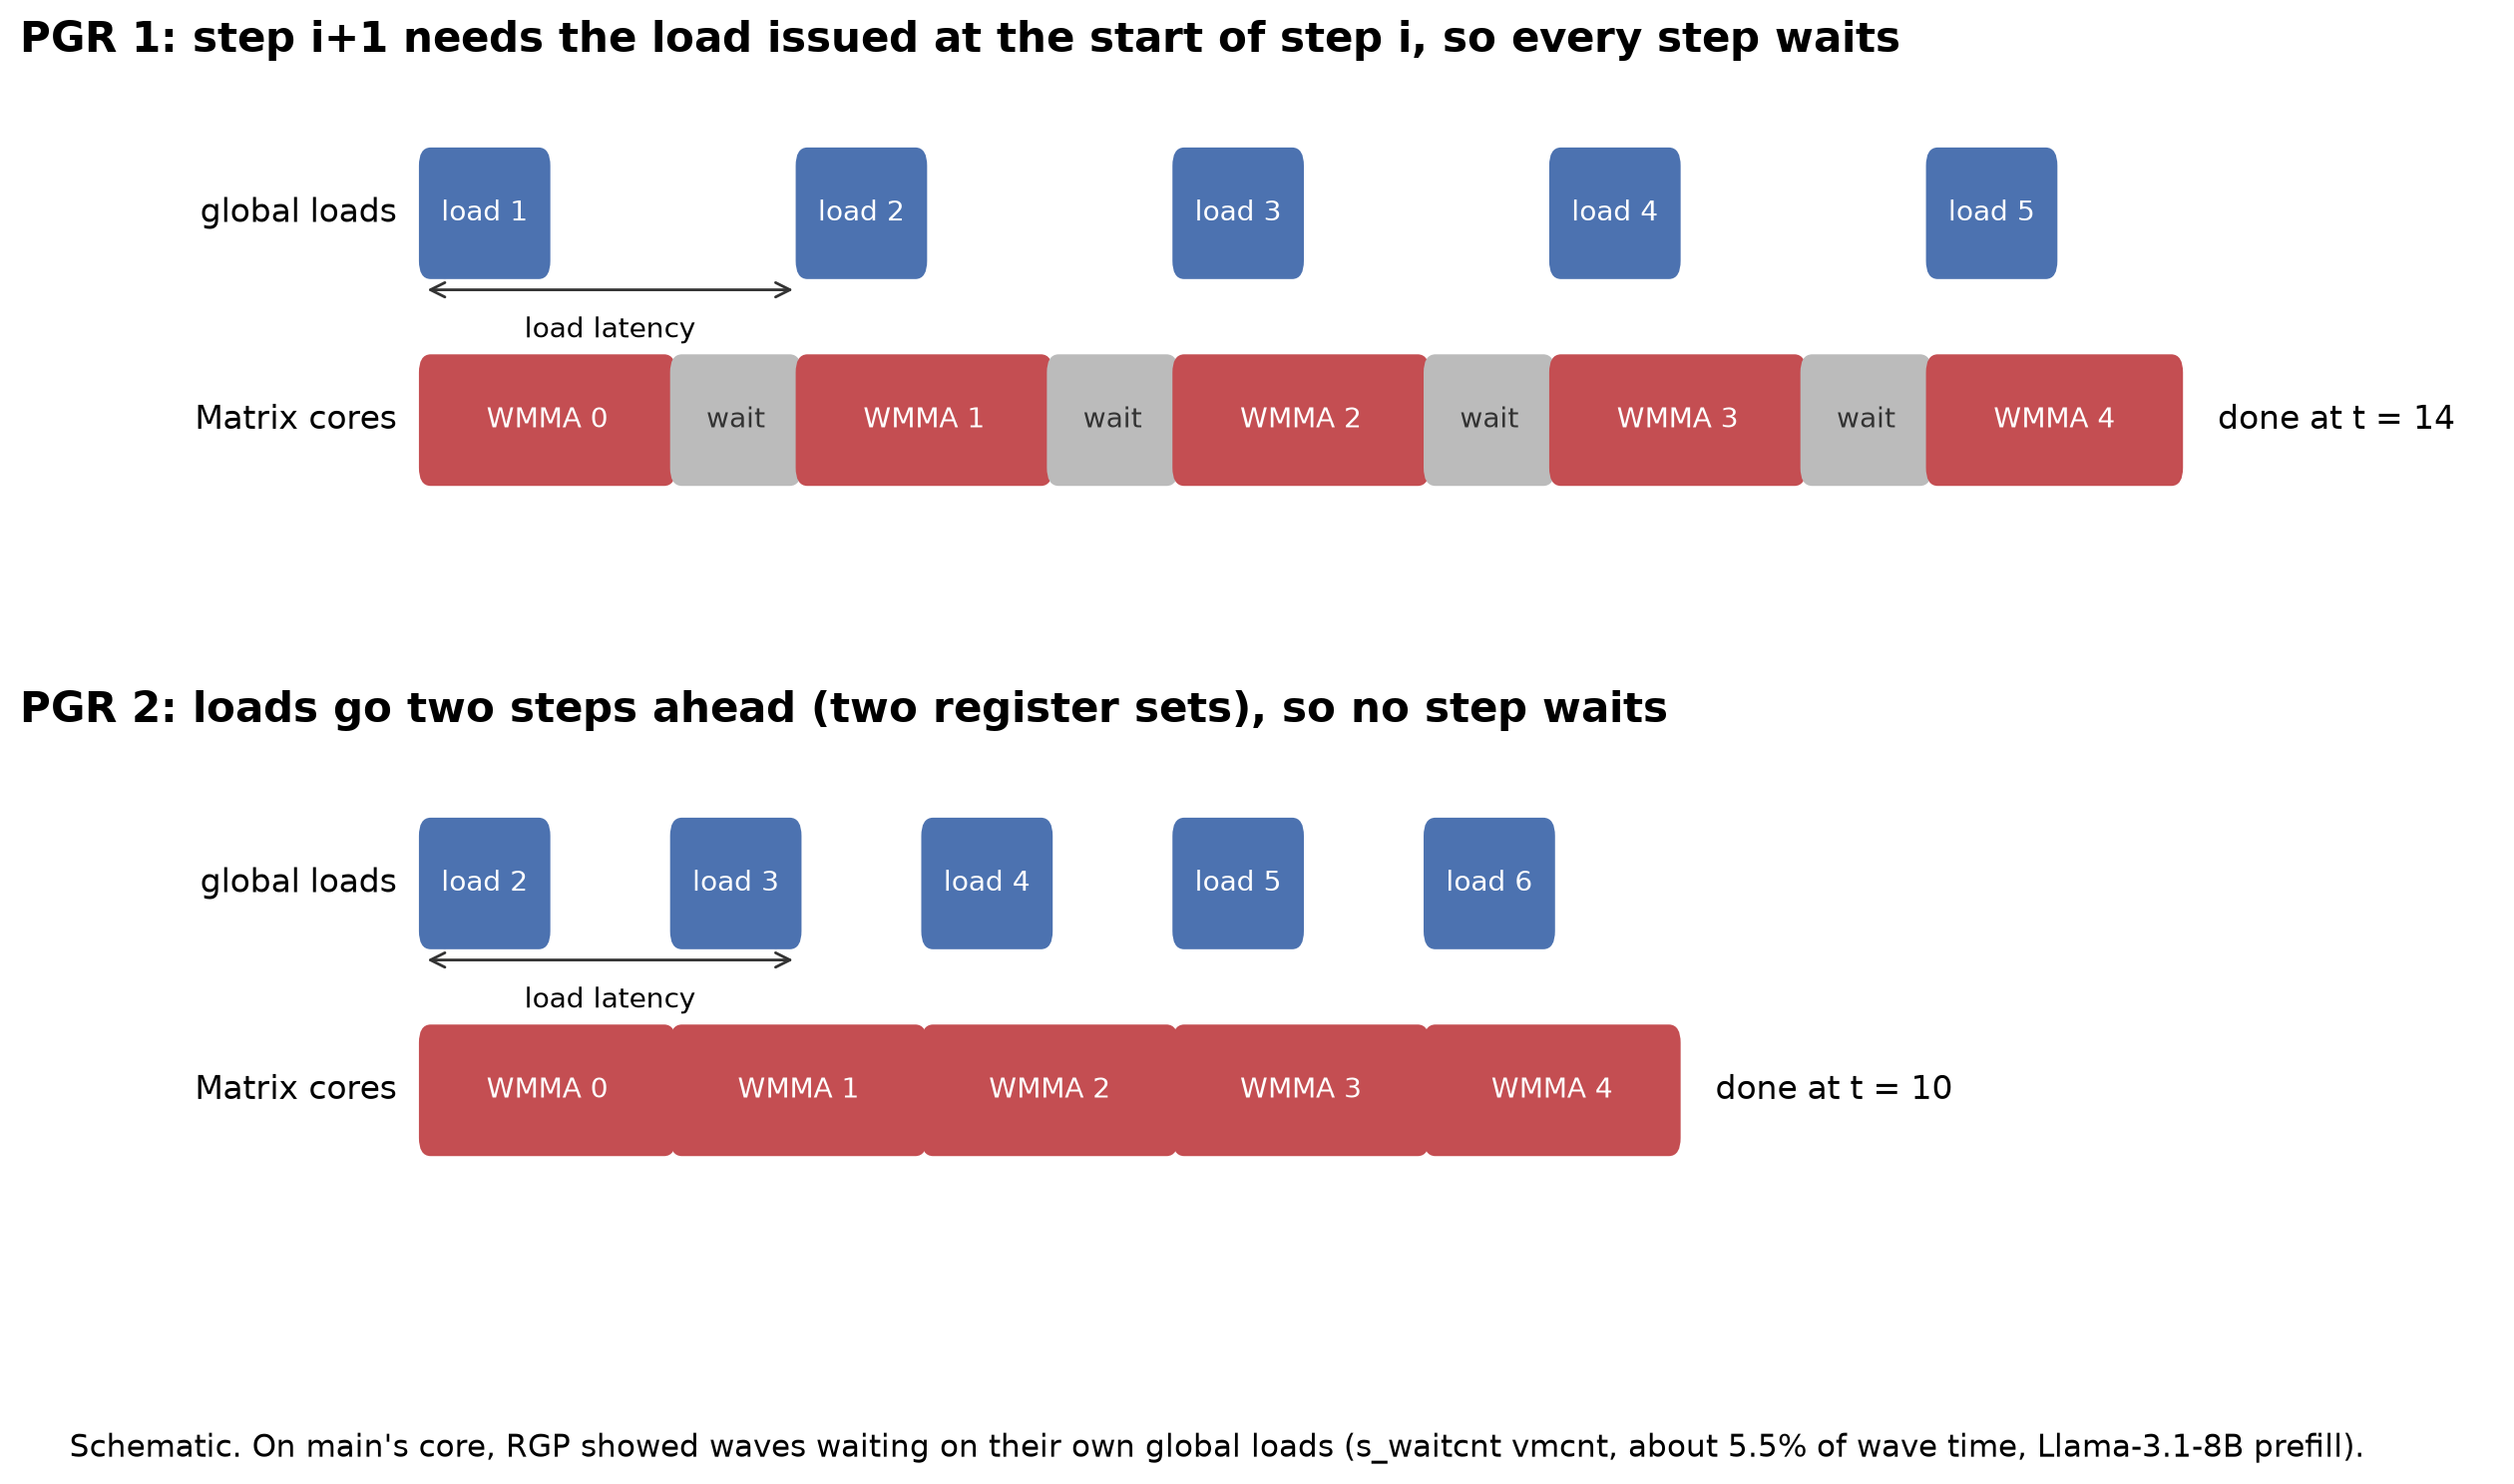 PGR 1: step i+1 needs the load issued at the start of step i, so every step waits
global loads
load 1
load 2
load 3
load 4
load 5
load latency
Matrix cores
WMMA 0
wait
WMMA 1
wait
WMMA 2
wait
WMMA 3
wait
WMMA 4
done at t = 14
PGR 2: loads go two steps ahead (two register sets), so no step waits
global loads
load 2
load 3
load 4
load 5
load 6
load latency
Matrix cores
WMMA 0
WMMA 1
WMMA 2
WMMA 3
WMMA 4
done at t = 10
Schematic. On main's core, RGP showed waves waiting on their own global loads (s_waitcnt vmcnt, about 5.5% of wave time, Llama-3.1-8B prefill).